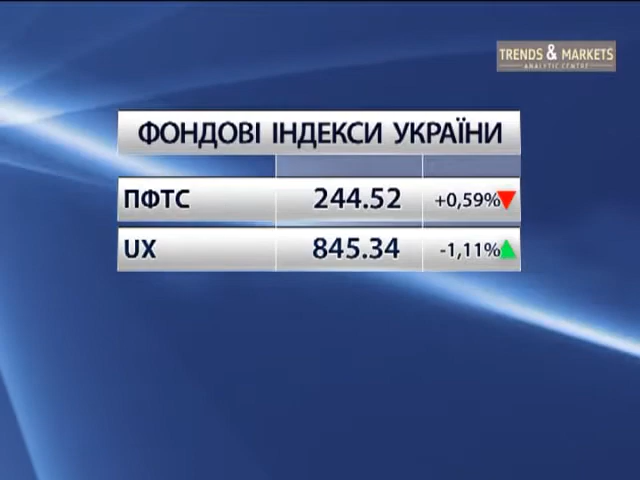 TRENDS & MARKETS
ANALYTIC CENTRE
ФОНДОВІ ІНДЕКСИ УКРАЇНИ
ПФТС 244.52 +0,59%
UX 845.34 -1,11%